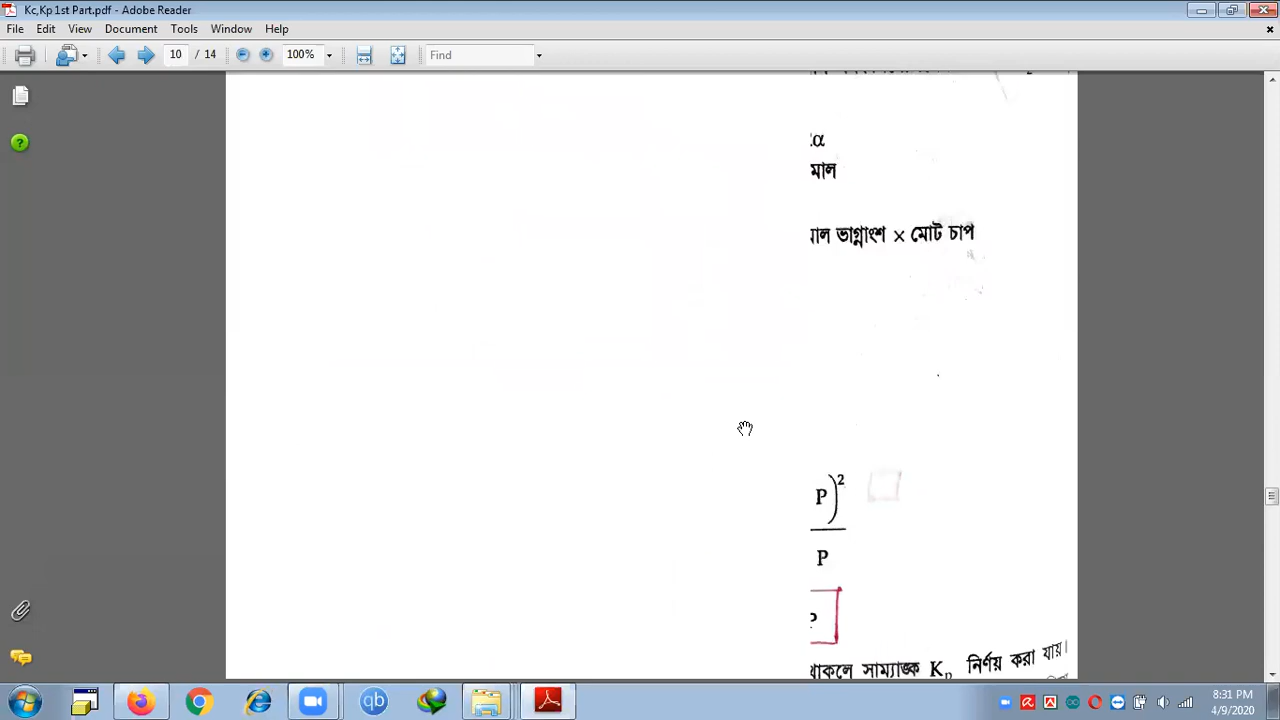 Kc,Kp 1st Part.pdf - Adobe Reader
File Edit View Document Tools Window Help
10 / 14 100% Find
α
মাল
মাল ভাগ্নাংশ × মোট চাপ
P)²
P
P
থাকলে সাম্যাঙ্ক Kp নির্ণয় করা যায়।
8:31 PM
4/9/2020